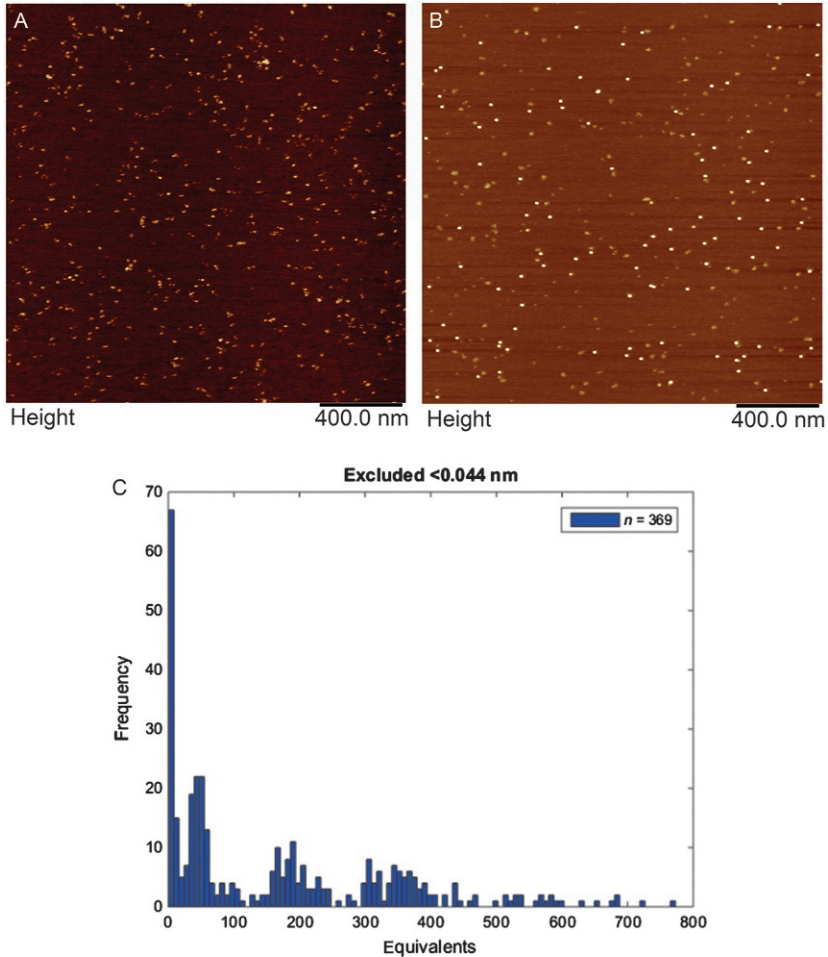 A
B
Height
400.0 nm
Height
400.0 nm
C
Excluded <0.044 nm
70
60
50
40
30
20
10
0
Frequency
n = 369
0 100 200 300 400 500 600 700 800
Equivalents